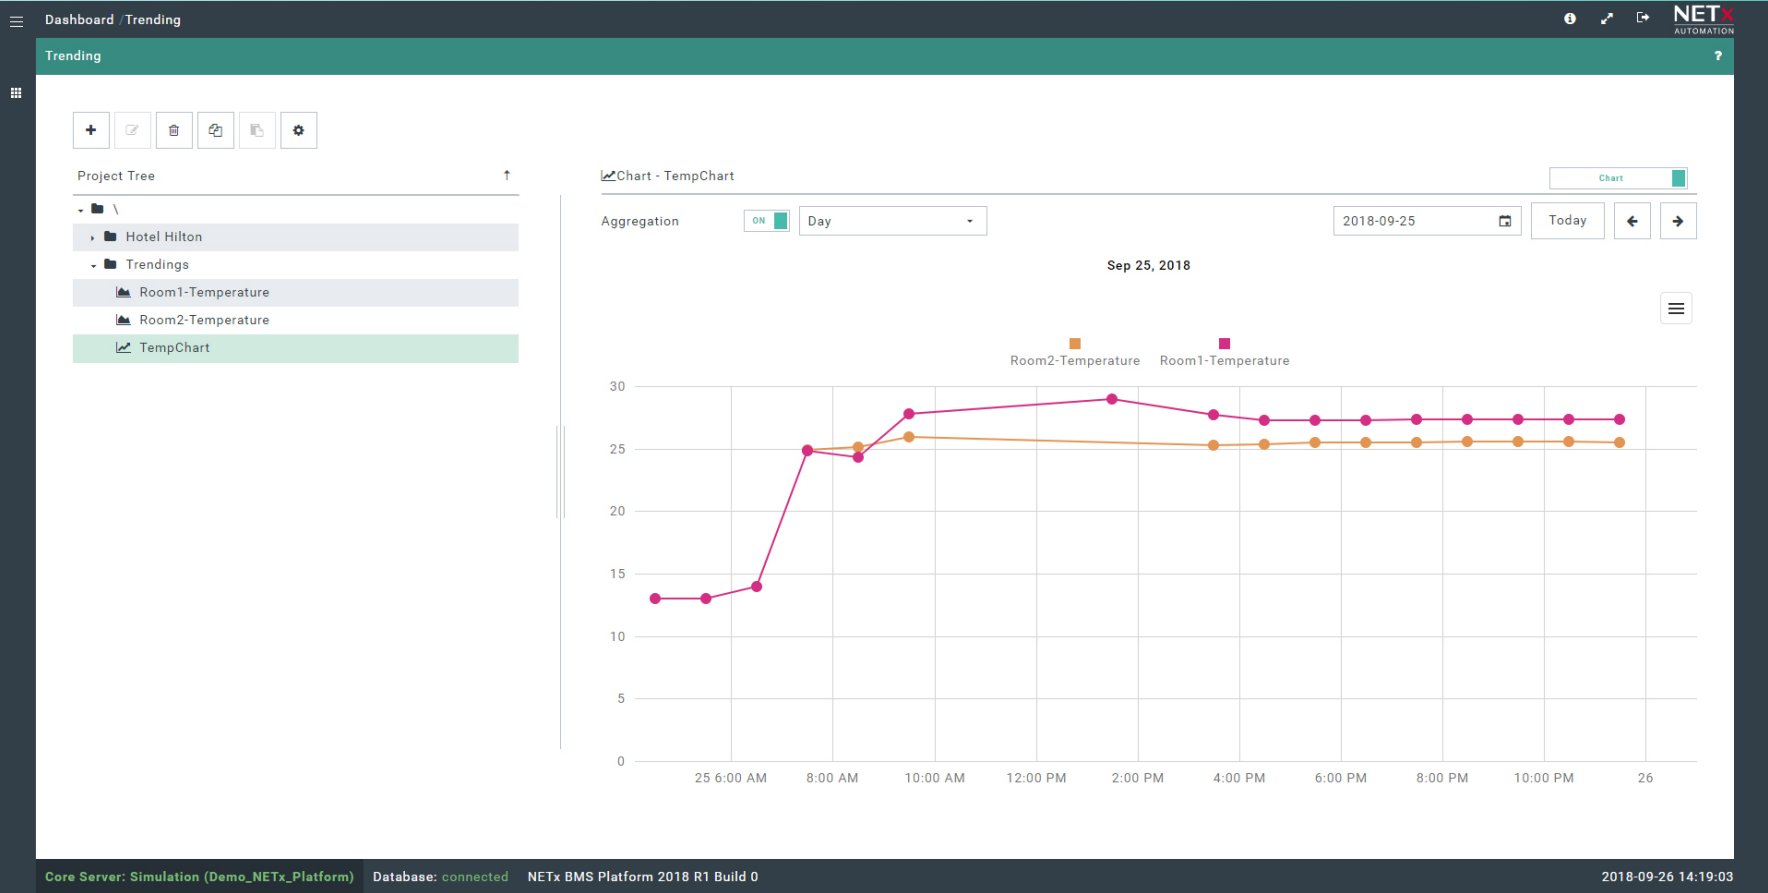 Dashboard / Trending
NETx
AUTOMATION
Trending
?
Project Tree
\
Hotel Hilton
Trendings
Room1-Temperature
Room2-Temperature
TempChart
Chart - TempChart
Chart
Aggregation ON Day 2018-09-25 Today
Sep 25, 2018
Room2-Temperature Room1-Temperature
30
25
20
15
10
5
0
25 6:00 AM 8:00 AM 10:00 AM 12:00 PM 2:00 PM 4:00 PM 6:00 PM 8:00 PM 10:00 PM 26
Core Server: Simulation (Demo_NETx_Platform) Database: connected NETx BMS Platform 2018 R1 Build 0 2018-09-26 14:19:03